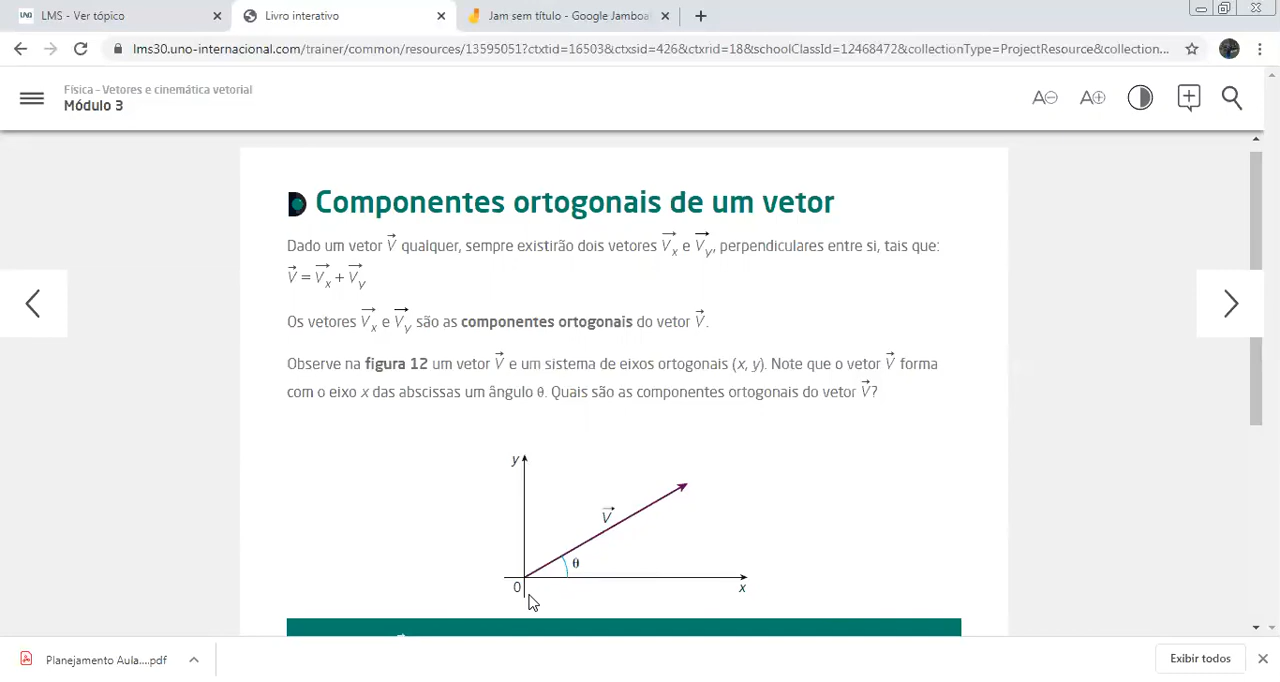 LMS - Ver tópico
Livro interativo
Jam sem título - Google Jamboa
lms30.uno-internacional.com/trainer/common/resources/13595051?ctxtid=16503&ctxsid=426&ctxrid=18&schoolClassId=12468472&collectionType=ProjectResource&collection...
Física - Vetores e cinemática vetorial
Módulo 3
A A
Componentes ortogonais de um vetor
Dado um vetor V⃗ qualquer, sempre existirão dois vetores V⃗x e V⃗y, perpendiculares entre si, tais que:
V⃗ = V⃗x + V⃗y
Os vetores V⃗x e V⃗y são as componentes ortogonais do vetor V⃗.
Observe na figura 12 um vetor V⃗ e um sistema de eixos ortogonais (x, y). Note que o vetor V⃗ forma
com o eixo x das abscissas um ângulo θ. Quais são as componentes ortogonais do vetor V⃗?
y
V⃗
θ
0
x
Planejamento Aula....pdf
Exibir todos